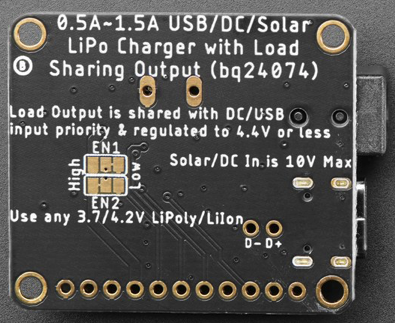 0.5A~1.5A USB/DC/Solar
LiPo Charger with Load
B
Sharing Output (bq24074)
Load Output is shared with DC/USB
input priority & regulated to 4.4V or less
EN1
Solar/DC In is 10V Max
High
Low
EN2
Use any 3.7/4.2V LiPoly/LiIon
D- D+